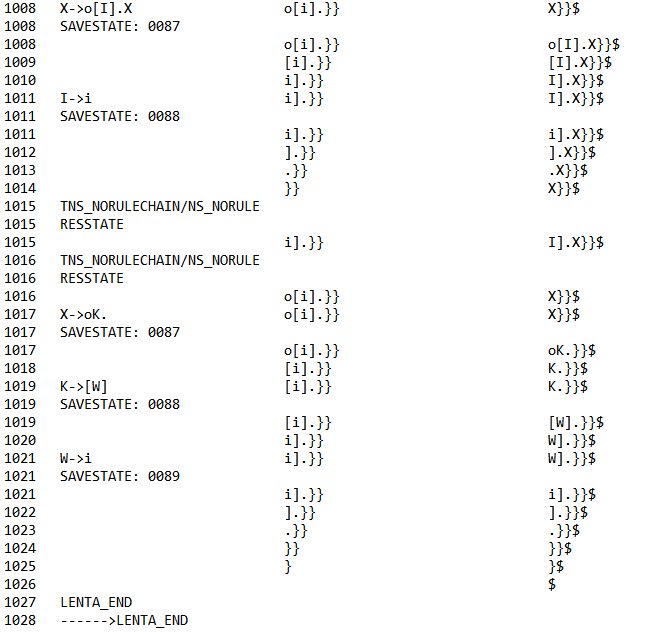 1008 X->o[I].X o[i].}} X}}$
1008 SAVESTATE: 0087
1008 o[i].}} o[I].X}}$
1009 [i].}} [I].X}}$
1010 i].}} I].X}}$
1011 I->i i].}} I].X}}$
1011 SAVESTATE: 0088
1011 i].}} i].X}}$
1012 ].}} ].X}}$
1013 .}} .X}}$
1014 }} X}}$
1015 TNS_NORULECHAIN/NS_NORULE
1015 RESSTATE
1015 i].}} I].X}}$
1016 TNS_NORULECHAIN/NS_NORULE
1016 RESSTATE
1016 o[i].}} X}}$
1017 X->oK. o[i].}} X}}$
1017 SAVESTATE: 0087
1017 o[i].}} oK.}}$
1018 [i].}} K.}}$
1019 K->[W] [i].}} K.}}$
1019 SAVESTATE: 0088
1019 [i].}} [W].}}$
1020 i].}} W].}}$
1021 W->i i].}} W].}}$
1021 SAVESTATE: 0089
1021 i].}} i].}}$
1022 ].}} ].}}$
1023 .}} .}}$
1024 }} }}$
1025 } }$
1026 $
1027 LENTA_END
1028 ------>LENTA_END